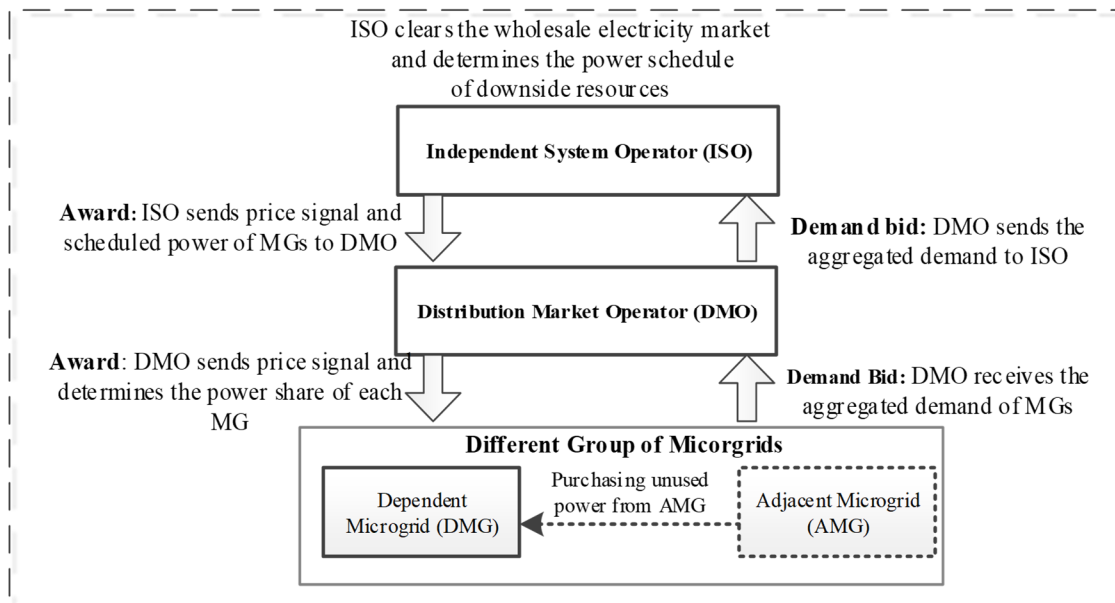 ISO clears the wholesale electricity market
and determines the power schedule
of downside resources
Independent System Operator (ISO)
Award: ISO sends price signal and
scheduled power of MGs to DMO
Demand bid: DMO sends the
aggregated demand to ISO
Distribution Market Operator (DMO)
Award: DMO sends price signal and
determines the power share of each
MG
Demand Bid: DMO receives the
aggregated demand of MGs
Different Group of Micorgrids
Dependent
Microgrid (DMG)
Purchasing unused
power from AMG
Adjacent Microgrid
(AMG)